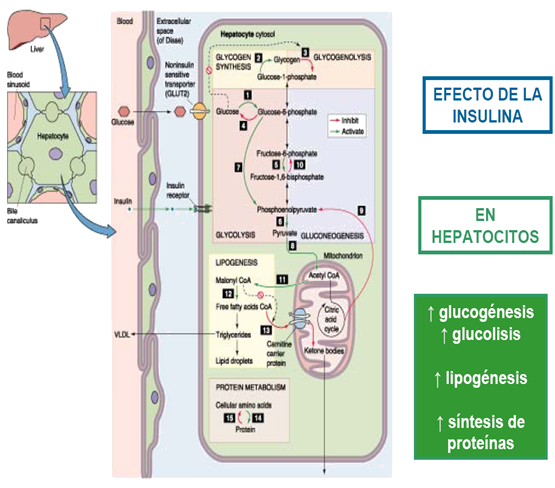 Liver
Blood
sinusoid
Hepatocyte
Bile
canaliculus
Blood
Extracellular
space
(of Disse)
Noninsulin
sensitive
transporter
(GLUT2)
Glucose
Insulin
Insulin
receptor
VLDL
Hepatocyte cytosol
GLYCOGEN
SYNTHESIS
2
Glycogen
3
GLYCOGENOLYSIS
Glucose-1-phosphate
1
Glucose
Glucose-6-phosphate
4
Inhibit
Activate
Fructose-6-phosphate
5
10
Fructose-1,6-bisphosphate
7
9
Phosphoenolpyruvate
6
Pyruvate
GLYCOLYSIS
GLUCONEOGENESIS
8
LIPOGENESIS
Mitochondrion
Malonyl CoA
11
Acetyl CoA
12
Free fatty acids
CoA
13
Citric
acid
cycle
Triglycerides
Carnitine
carrier
protein
Ketone bodies
Lipid droplets
PROTEIN METABOLISM
Cellular amino acids
15
14
Protein
EFECTO DE LA
INSULINA
EN
HEPATOCITOS
↑ glucogénesis
↑ glucolisis
↑ lipogénesis
↑ síntesis de
proteínas